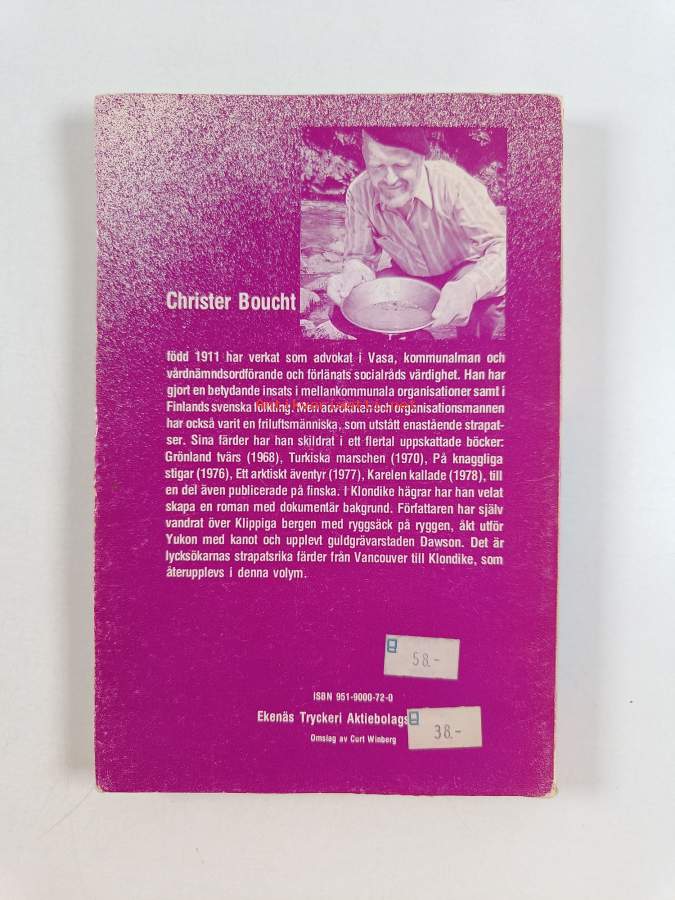 Christer Boucht
född 1911 har verkat som advokat i Vasa, kommunalman och
vårdnämndsordförande och förlänats socialråds värdighet. Han har
gjort en betydande insats i mellankommunala organisationer samt i
Finlands svenska folkting. Men advokaten och organisationsmannen
har också varit en friluftsmänniska, som utstått enastående strapat-
ser. Sina färder har han skildrat i ett flertal uppskattade böcker:
Grönland tvärs (1968), Turkiska marschen (1970), På knaggliga
stigar (1976), Ett arktiskt äventyr (1977), Karelen kallade (1978), till
en del även publicerade på finska. I Klondike hägrar har han velat
skapa en roman med dokumentär bakgrund. Författaren har själv
vandrat över Klippiga bergen med ryggsäck på ryggen, åkt utför
Yukon med kanot och upplevt guldgrävarstaden Dawson. Det är
lycksökarnas strapatsrika färder från Vancouver till Klondike, som
återupplevs i denna volym.
58.-
ISBN 951-9000-72-0
Ekenäs Tryckeri Aktiebolags
38.-
Omslag av Curt Winberg